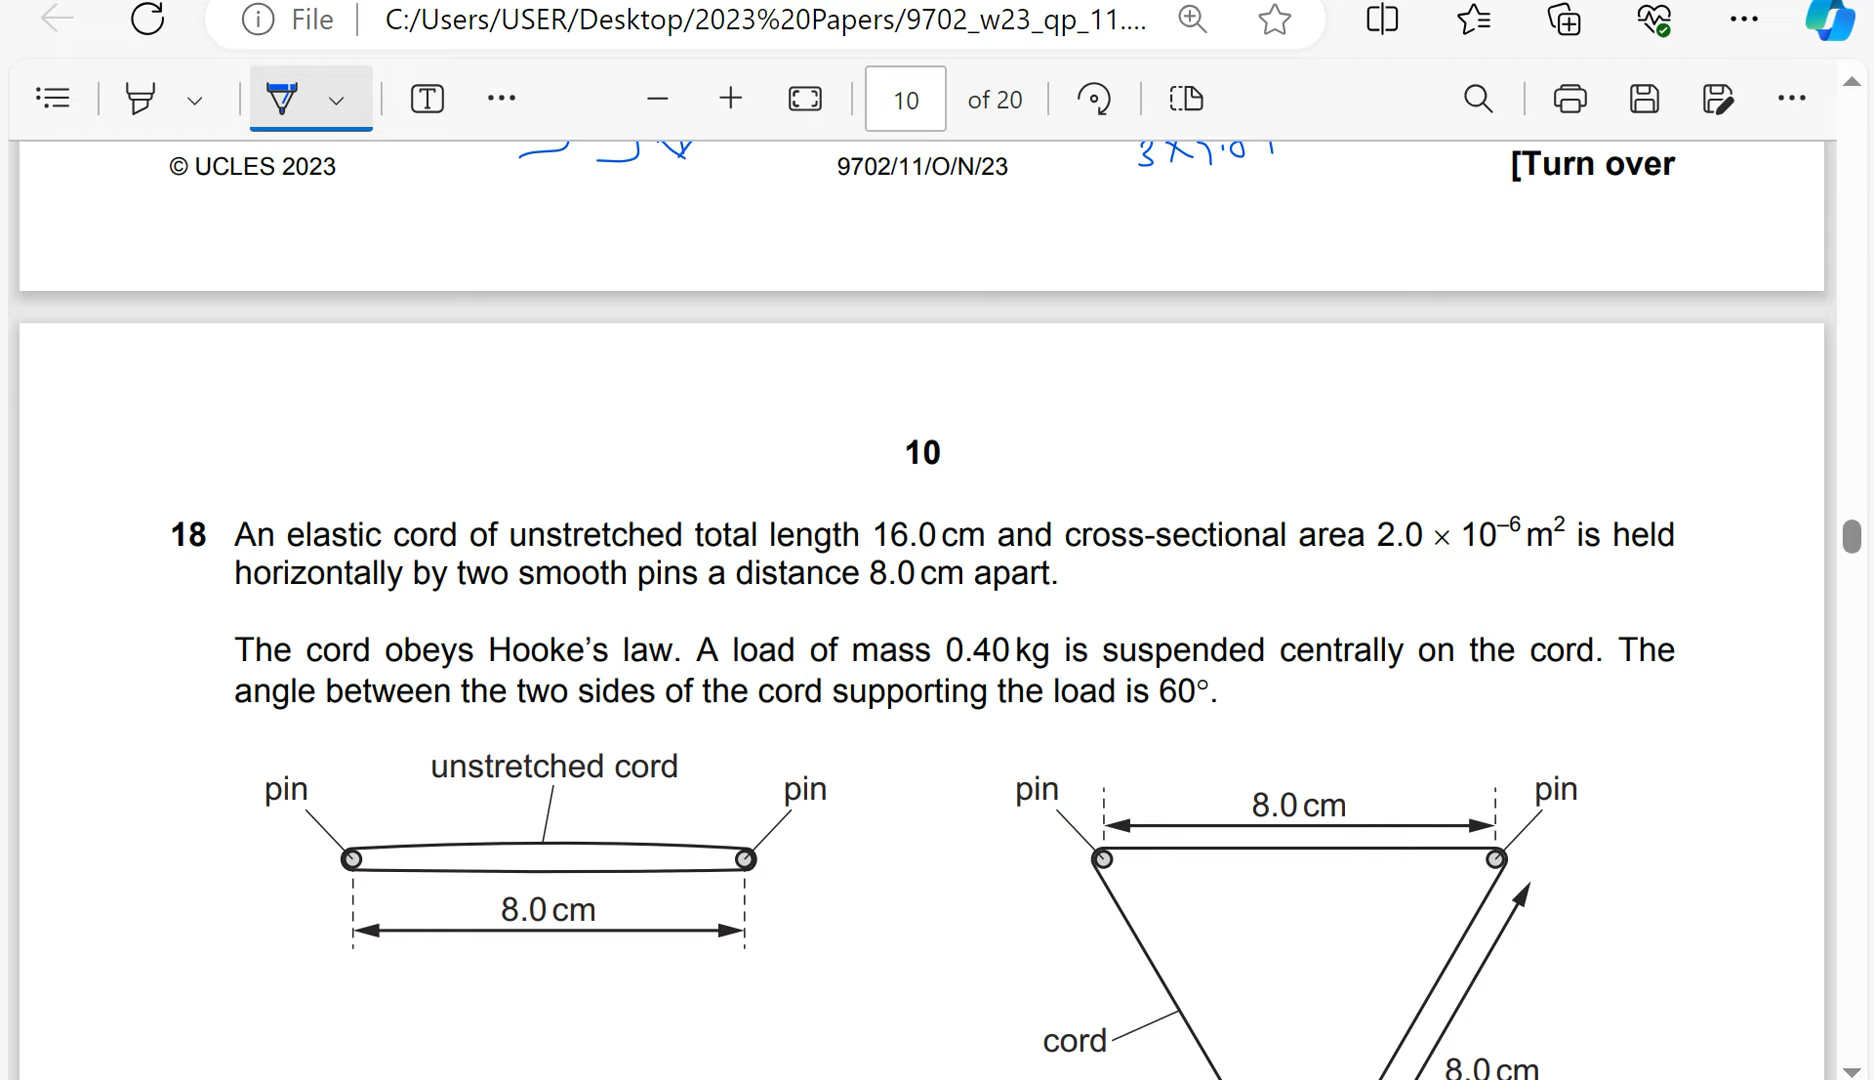 File
C:/Users/USER/Desktop/2023%20Papers/9702_w23_qp_11....
10 of 20
© UCLES 2023
9702/11/O/N/23
[Turn over
10
18 An elastic cord of unstretched total length 16.0 cm and cross-sectional area 2.0 × 10⁻⁶ m² is held
horizontally by two smooth pins a distance 8.0 cm apart.
The cord obeys Hooke’s law. A load of mass 0.40 kg is suspended centrally on the cord. The
angle between the two sides of the cord supporting the load is 60°.
unstretched cord
pin
pin
8.0 cm
pin
8.0 cm
pin
cord
8.0 cm